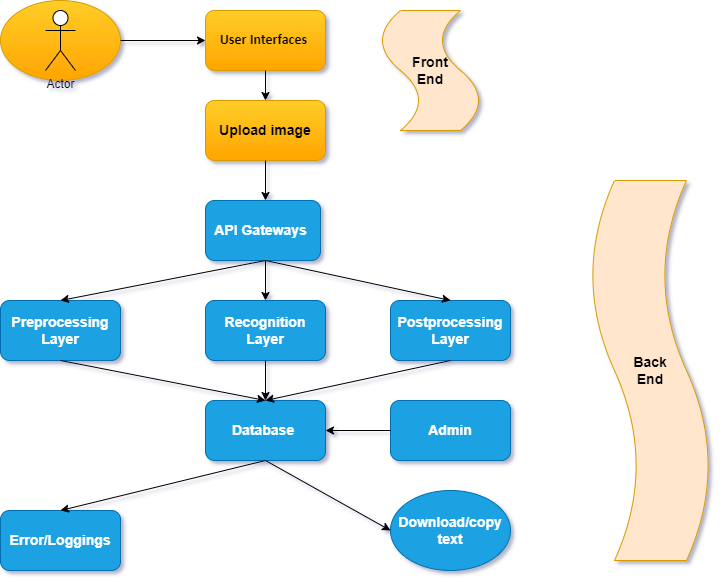 Actor
User Interfaces
Front
End
Upload image
API Gateways
Preprocessing
Layer
Recognition
Layer
Postprocessing
Layer
Back
End
Database
Admin
Error/Loggings
Download/copy
text